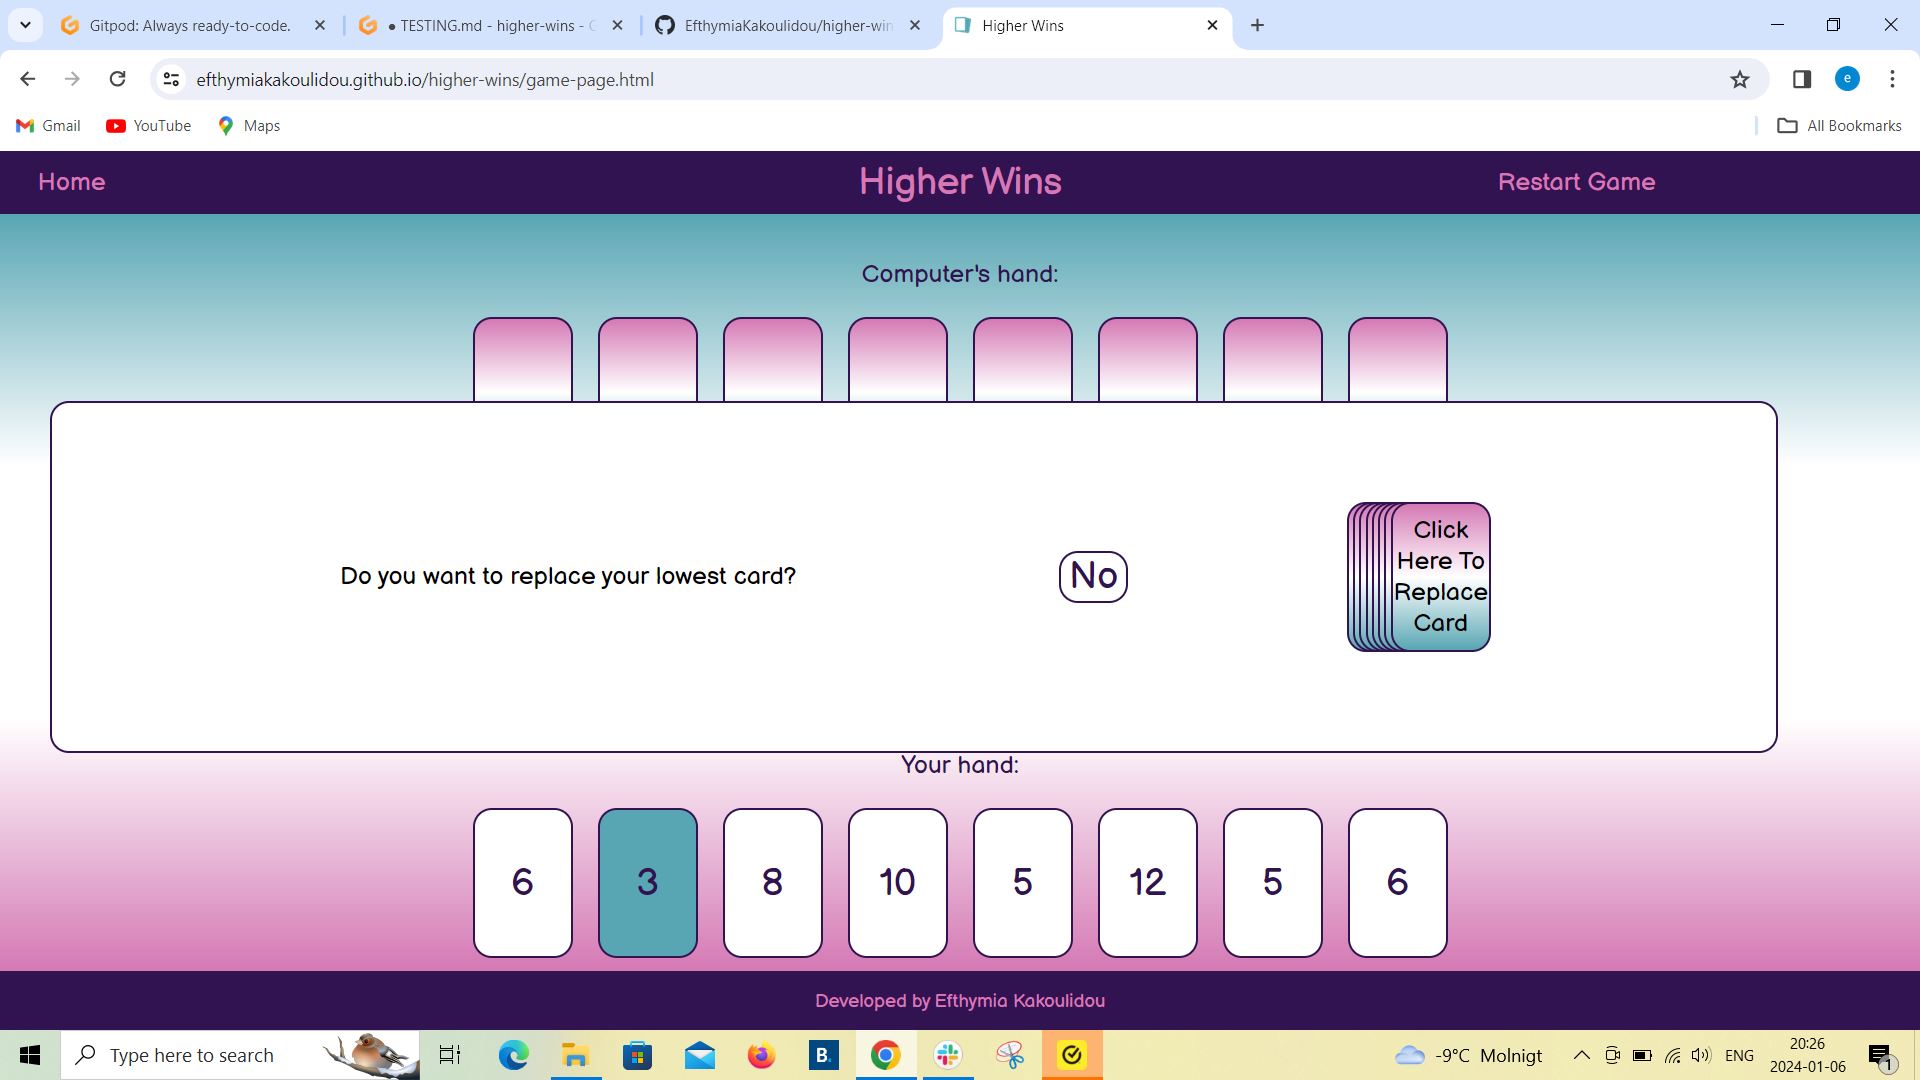 Gitpod: Always ready-to-code.
● TESTING.md - higher-wins -
EfthymiaKakoulidou/higher-win
Higher Wins
efthymiakakoulidou.github.io/higher-wins/game-page.html
e
Gmail
YouTube
Maps
All Bookmarks
Home
Higher Wins
Restart Game
Computer's hand:
Do you want to replace your lowest card?
No
Click
Here To
Replace
Card
Your hand:
6 3 8 10 5 12 5 6
Developed by Efthymia Kakoulidou
Type here to search
B.
-9°C Molnigt
ENG
20:26
2024-01-06
1